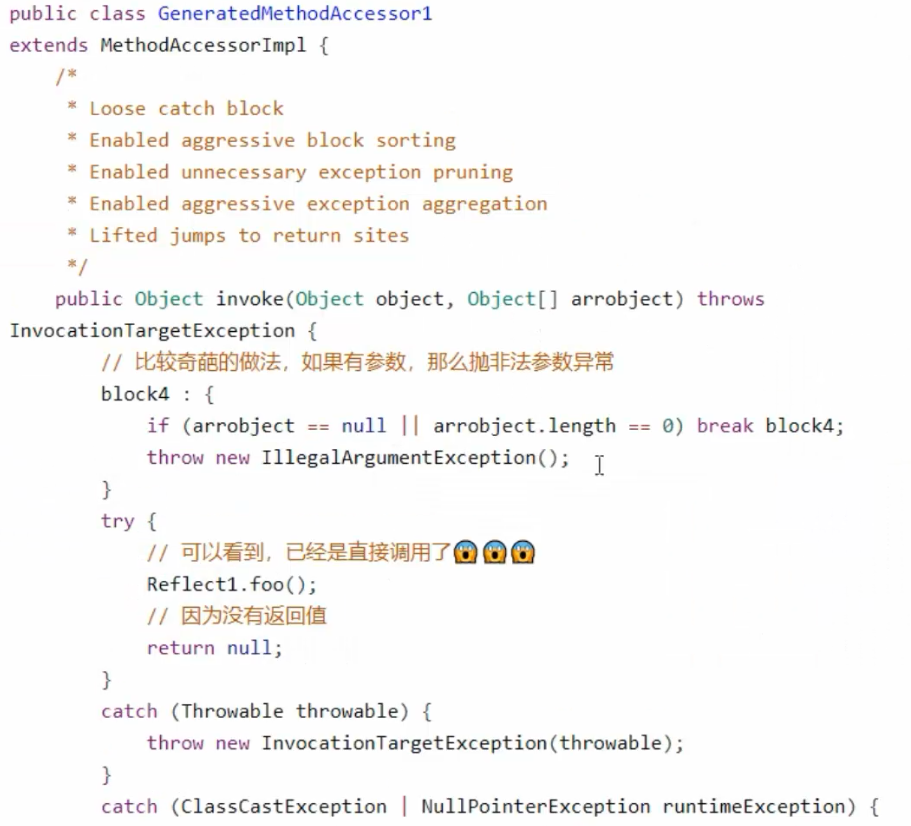 public class GeneratedMethodAccessor1
extends MethodAccessorImpl {
    /*
     * Loose catch block
     * Enabled aggressive block sorting
     * Enabled unnecessary exception pruning
     * Enabled aggressive exception aggregation
     * Lifted jumps to return sites
     */
    public Object invoke(Object object, Object[] arrobject) throws
InvocationTargetException {
        // 比较奇葩的做法，如果有参数，那么抛非法参数异常
        block4 : {
            if (arrobject == null || arrobject.length == 0) break block4;
            throw new IllegalArgumentException();
        }
        try {
            // 可以看到，已经是直接调用了😱😱😱
            Reflect1.foo();
            // 因为没有返回值
            return null;
        }
        catch (Throwable throwable) {
            throw new InvocationTargetException(throwable);
        }
        catch (ClassCastException | NullPointerException runtimeException) {